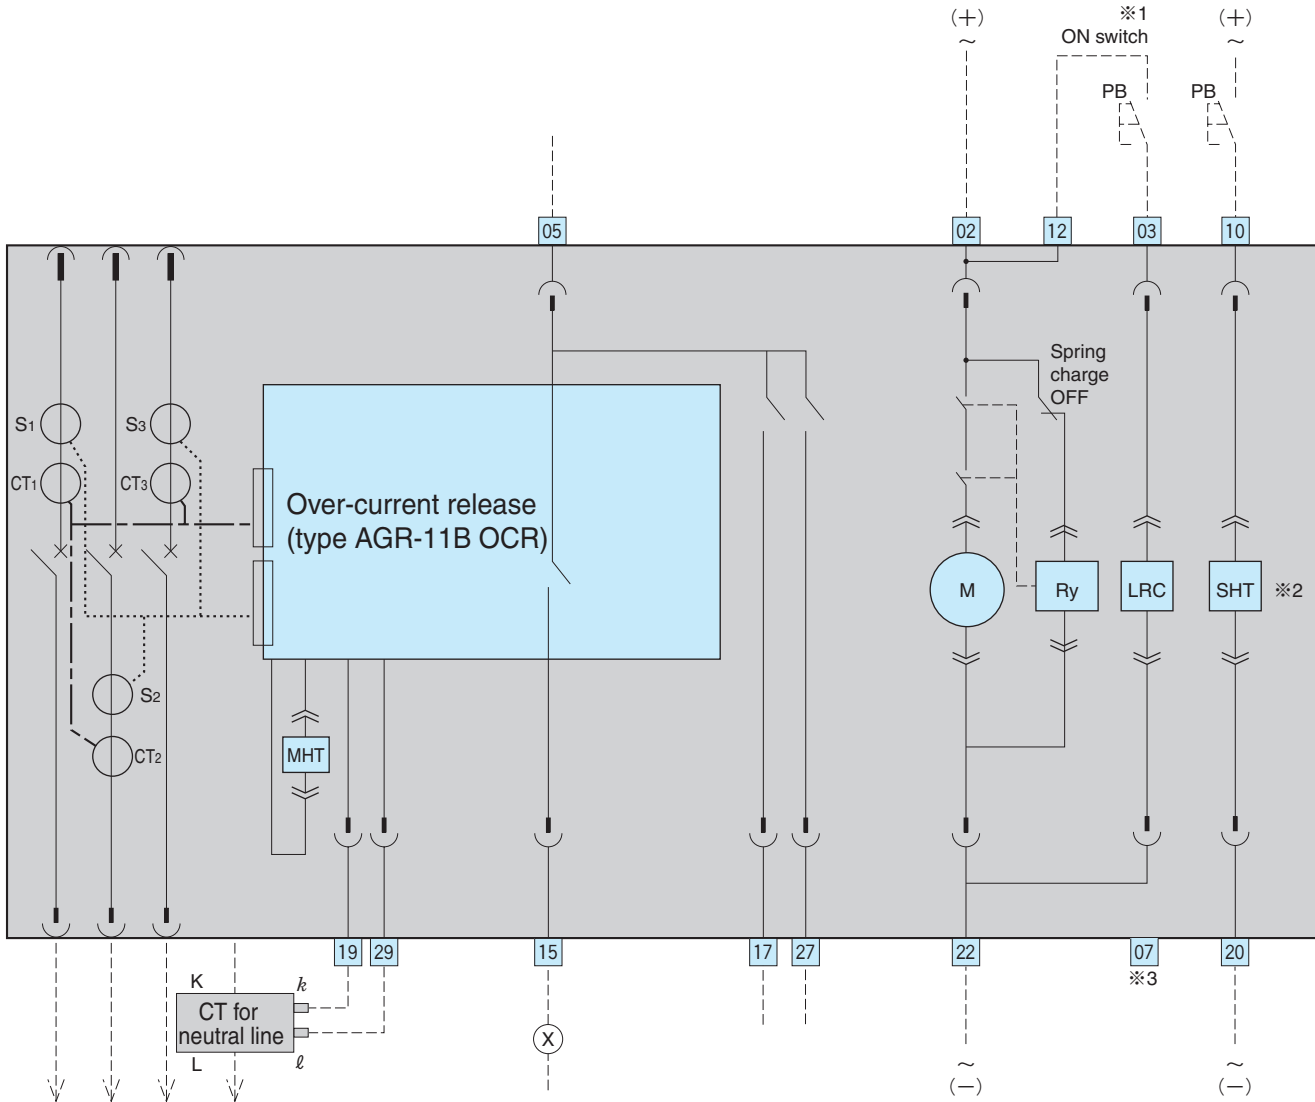 (+)
~
※1
ON switch
(+)
~
PB
PB
05
02
12
03
10
Spring
charge
OFF
S1
S3
CT1
CT3
Over-current release
(type AGR-11B OCR)
M
Ry
LRC
SHT
※2
S2
CT2
MHT
19
29
15
17
27
22
07
20
※3
K
k
CT for
neutral line
L
ℓ
X
~
(−)
~
(−)